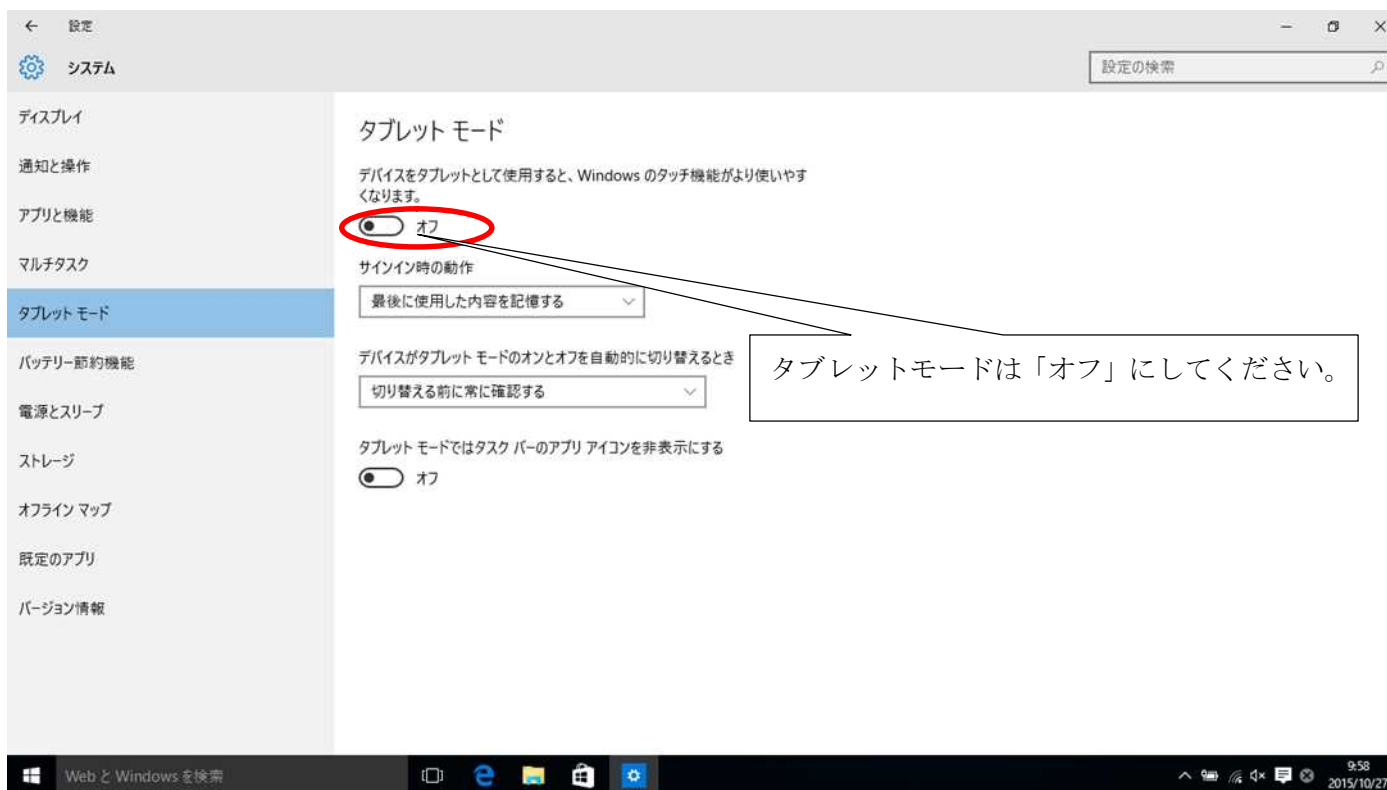 設定
システム
設定の検索
ディスプレイ
通知と操作
アプリと機能
マルチタスク
タブレット モード
バッテリー節約機能
電源とスリープ
ストレージ
オフライン マップ
既定のアプリ
バージョン情報
タブレット モード
デバイスをタブレットとして使用すると、Windows のタッチ機能がより使いやす
くなります。
オフ
サインイン時の動作
最後に使用した内容を記憶する
デバイスがタブレット モードのオンとオフを自動的に切り替えるとき
切り替える前に常に確認する
タブレット モードではタスク バーのアプリ アイコンを非表示にする
オフ
タブレットモードは「オフ」にしてください。
Web と Windows を検索
9:58
2015/10/27